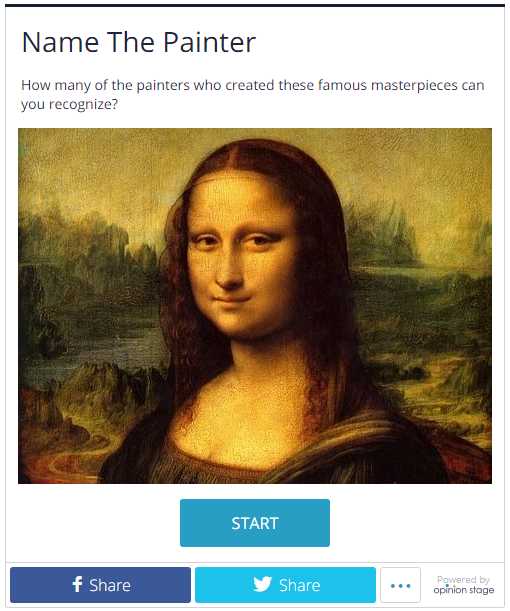 Name The Painter
How many of the painters who created these famous masterpieces can
you recognize?
START
Share
Share
Powered by
opinion stage